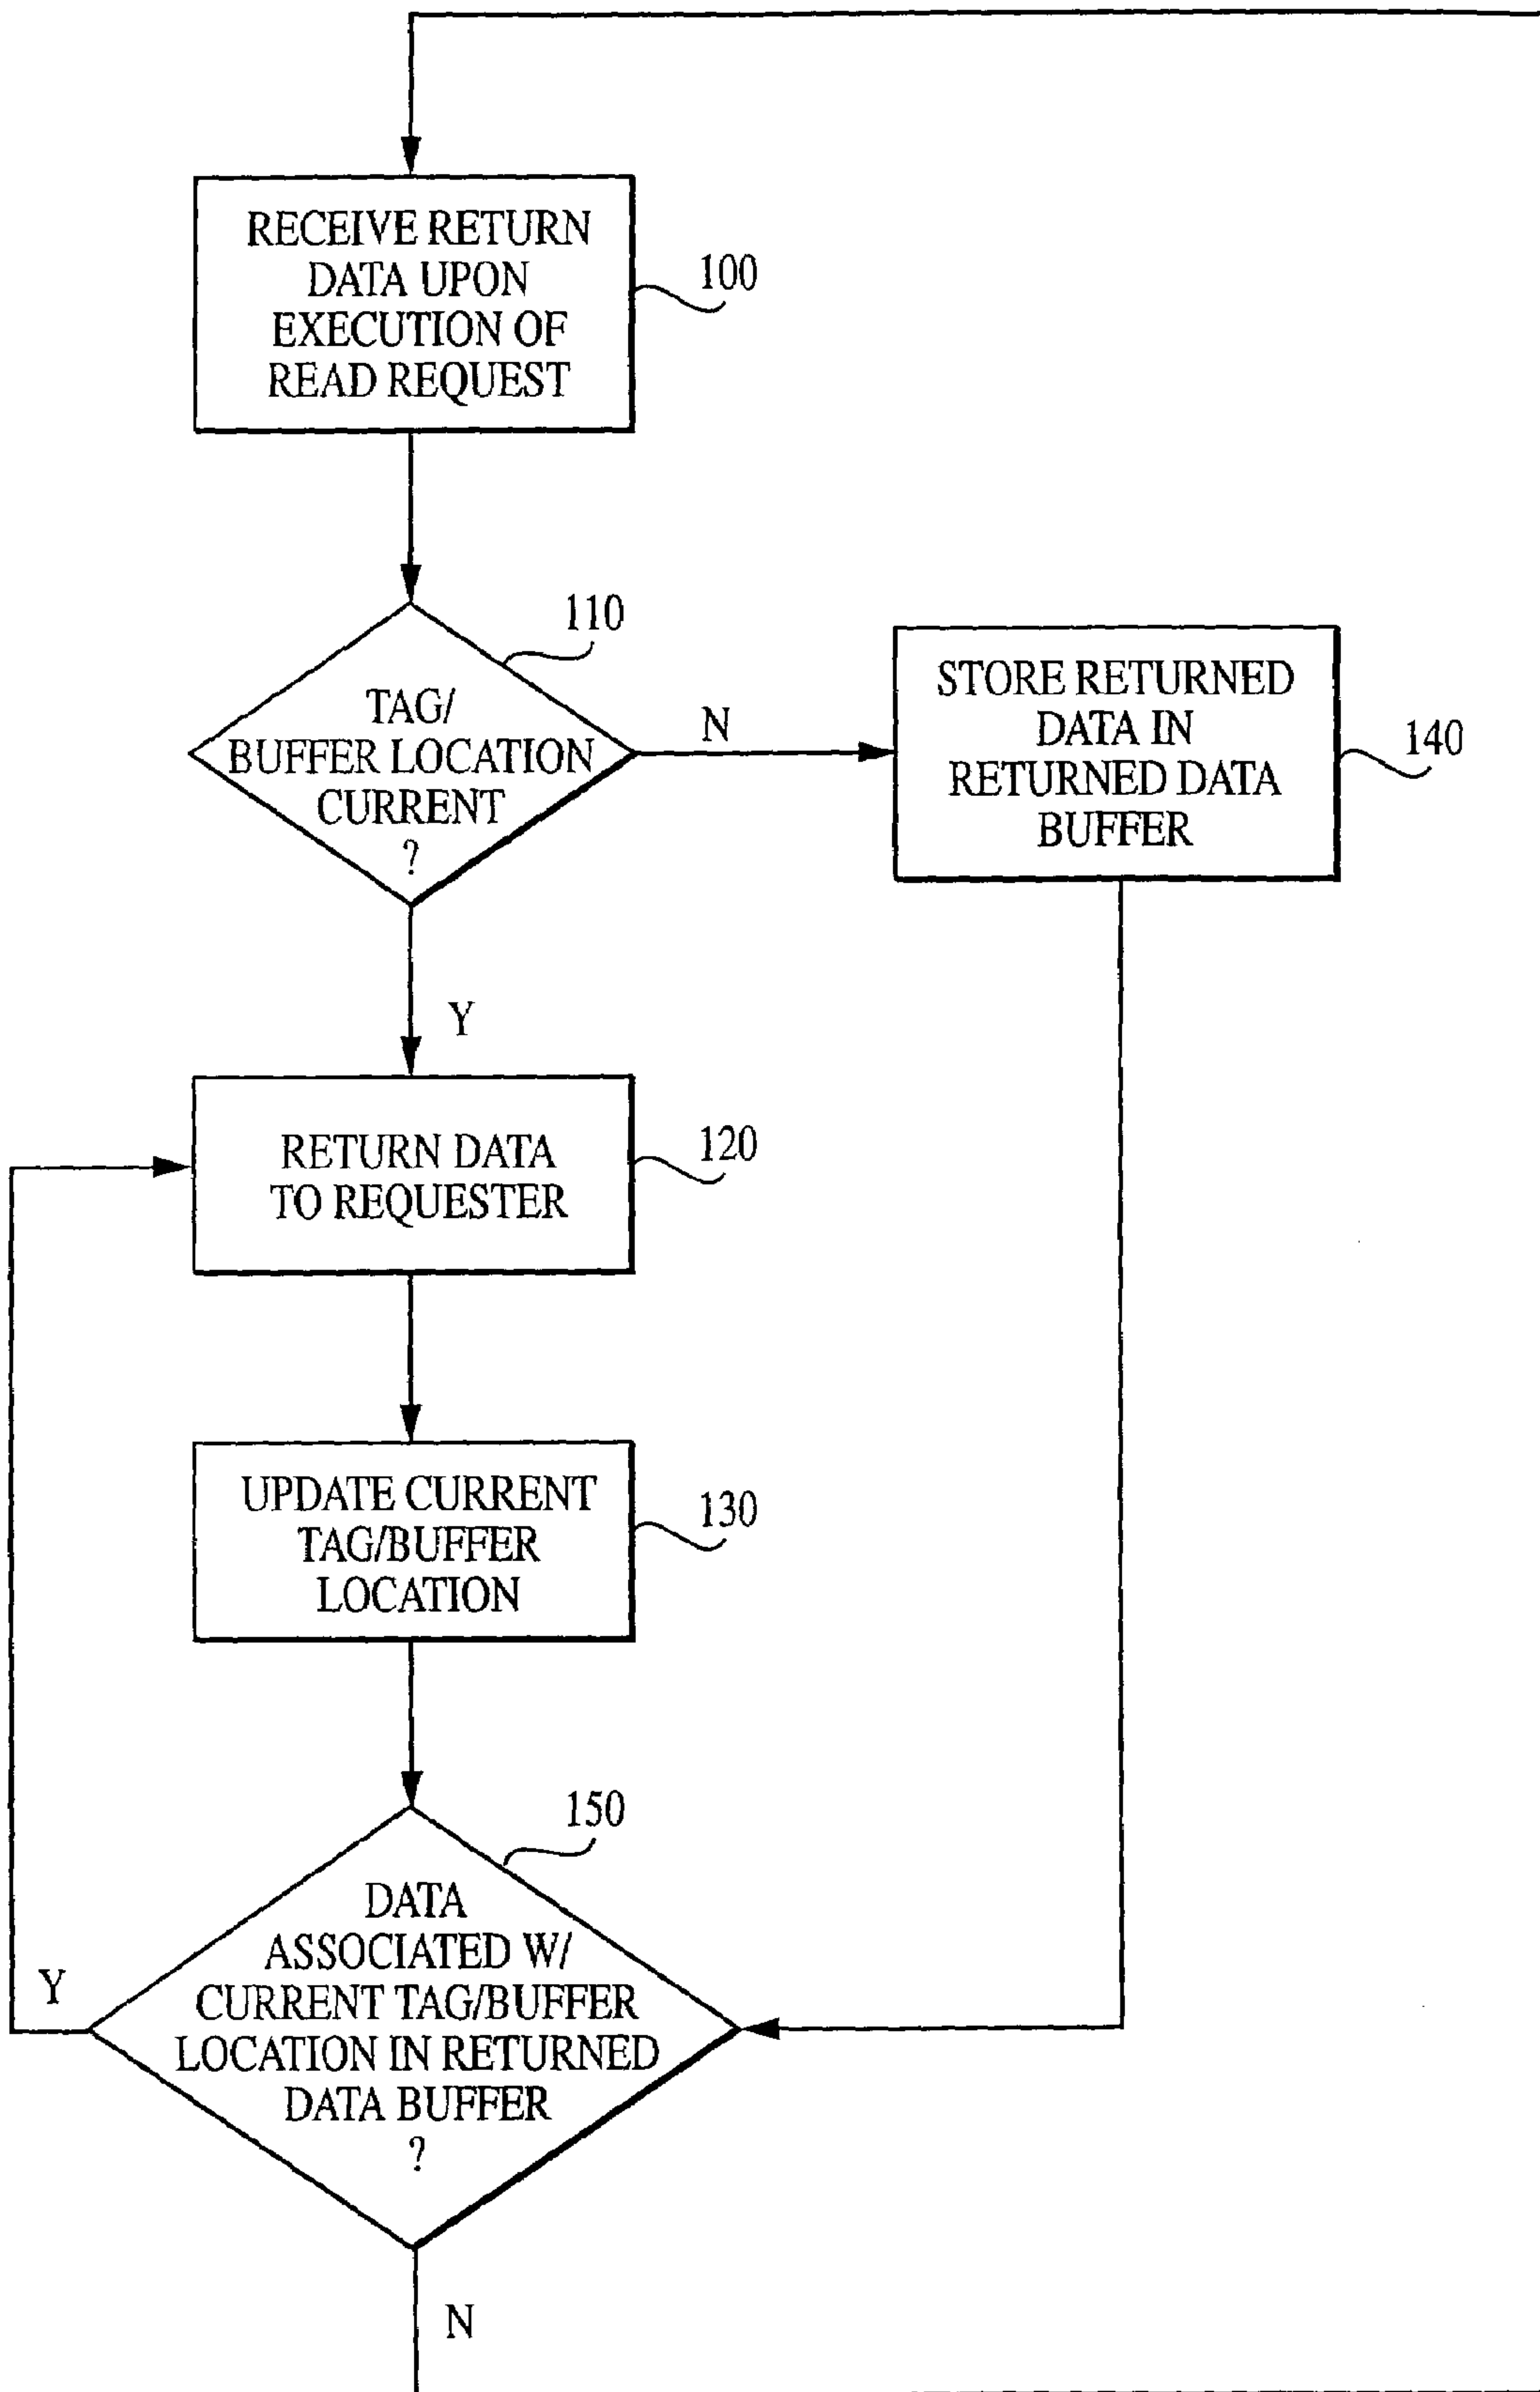 RECEIVE RETURN
DATA UPON
EXECUTION OF
READ REQUEST
100
110
TAG/
BUFFER LOCATION
CURRENT
?
N
STORE RETURNED
DATA IN
RETURNED DATA
BUFFER
140
Y
RETURN DATA
TO REQUESTER
120
UPDATE CURRENT
TAG/BUFFER
LOCATION
130
150
DATA
ASSOCIATED W/
CURRENT TAG/BUFFER
LOCATION IN RETURNED
DATA BUFFER
?
Y
N